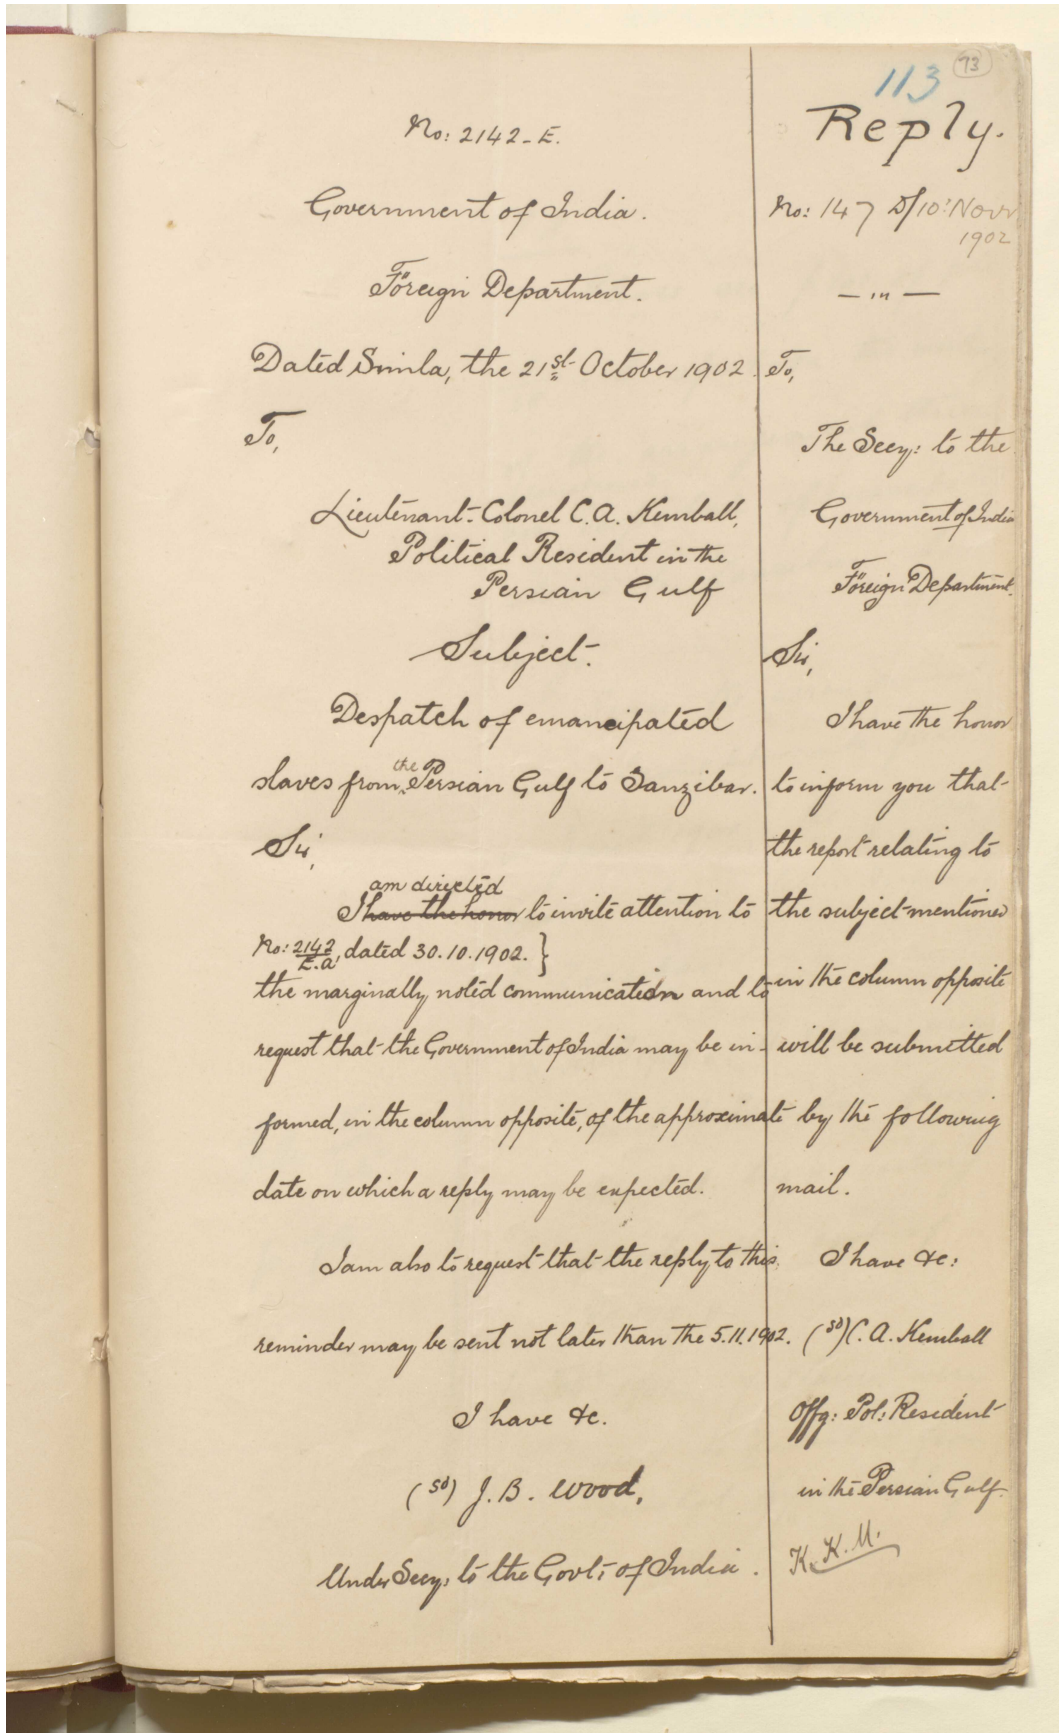 113
73
No: 2142-E.
Government of India.
Foreign Department.
Dated Simla, the 21st October 1902.
To,
Lieutenant-Colonel C.A. Kemball,
Political Resident in the
Persian Gulf
Subject.
Despatch of emancipated
slaves from the Persian Gulf to Zanzibar.
Sir,
am directed
I have the honor to invite attention to
No: 2142/E.A, dated 30.10.1902. }
the marginally noted communication and to
request that the Government of India may be in-
formed, in the column opposite, of the approximate
date on which a reply may be expected.
I am also to request that the reply to this
reminder may be sent not later than the 5.11.1902.
I have &c.
(Sd) J.B. Wood,
Under Secy: to the Govt: of India.
Reply.
No: 147 D/10: Novr
1902
— " —
To,
The Secy: to the
Government of India
Foreign Department.
Sir,
I have the honor
to inform you that
the report relating to
the subject mentioned
in the column opposite
will be submitted
by the following
mail.
I have &c:
(Sd) C.A. Kemball
Offg: Pol: Resident
in the Persian Gulf.
K.K.M.